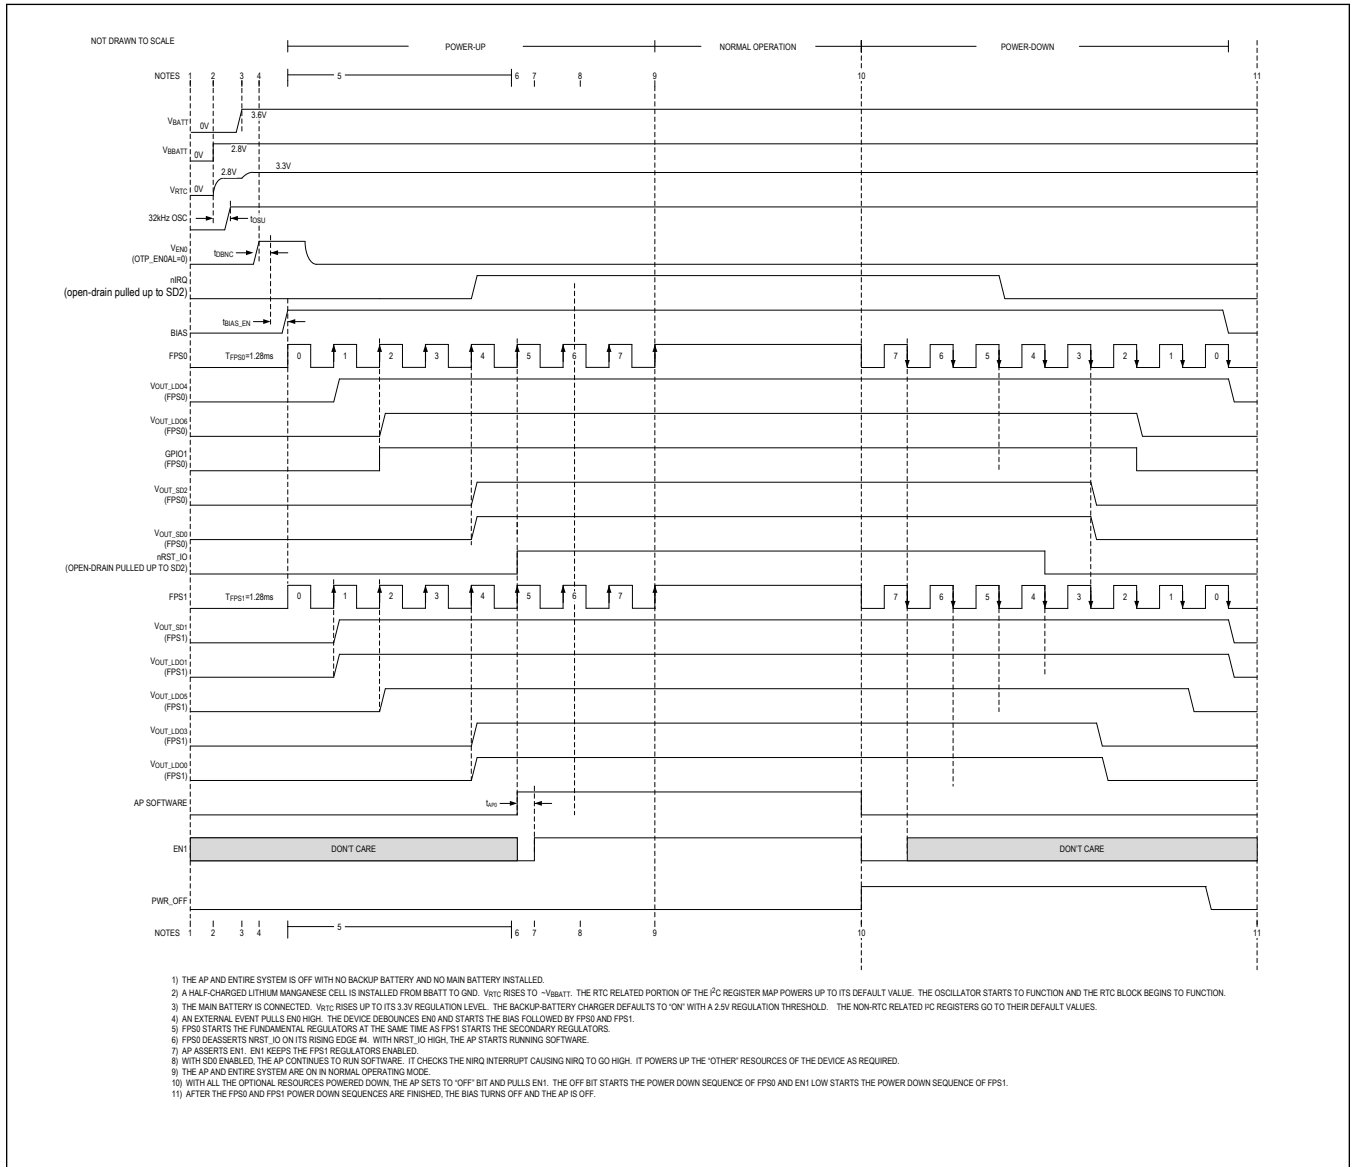 NOT DRAWN TO SCALE
POWER-UP NORMAL OPERATION POWER-DOWN
NOTES 1 2 3 4 5 6 7 8 9 10 11
VBATT 0V 3.6V
VBBATT 0V 2.8V
VRTC 0V 2.8V 3.3V
32kHz OSC tOSU
VEN0
(OTP_EN0AL=0)
tDBNC
nIRQ
(open-drain pulled up to SD2)
BIAS tBIAS_EN
FPS0 TFPS0=1.28ms 0 1 2 3 4 5 6 7 7 6 5 4 3 2 1 0
VOUT_LDO4
(FPS0)
VOUT_LDO6
(FPS0)
GPIO1
(FPS0)
VOUT_SD2
(FPS0)
VOUT_SD0
(FPS0)
nRST_IO
(OPEN-DRAIN PULLED UP TO SD2)
FPS1 TFPS1=1.28ms 0 1 2 3 4 5 6 7 7 6 5 4 3 2 1 0
VOUT_SD1
(FPS1)
VOUT_LDO1
(FPS1)
VOUT_LDO5
(FPS1)
VOUT_LDO3
(FPS1)
VOUT_LDO0
(FPS1)
AP SOFTWARE tAP0
EN1 DON'T CARE DON'T CARE
PWR_OFF
NOTES 1 2 3 4 5 6 7 8 9 10 11
1) THE AP AND ENTIRE SYSTEM IS OFF WITH NO BACKUP BATTERY AND NO MAIN BATTERY INSTALLED.
2) A HALF-CHARGED LITHIUM MANGANESE CELL IS INSTALLED FROM BBATT TO GND. VRTC RISES TO ~VBBATT. THE RTC RELATED PORTION OF THE I²C REGISTER MAP POWERS UP TO ITS DEFAULT VALUE. THE OSCILLATOR STARTS TO FUNCTION AND THE RTC BLOCK BEGINS TO FUNCTION.
3) THE MAIN BATTERY IS CONNECTED. VRTC RISES UP TO ITS 3.3V REGULATION LEVEL. THE BACKUP-BATTERY CHARGER DEFAULTS TO "ON" WITH A 2.5V REGULATION THRESHOLD. THE NON-RTC RELATED I²C REGISTERS GO TO THEIR DEFAULT VALUES.
4) AN EXTERNAL EVENT PULLS EN0 HIGH. THE DEVICE DEBOUNCES EN0 AND STARTS THE BIAS FOLLOWED BY FPS0 AND FPS1.
5) FPS0 STARTS THE FUNDAMENTAL REGULATORS AT THE SAME TIME AS FPS1 STARTS THE SECONDARY REGULATORS.
6) FPS0 DEASSERTS NRST_IO ON ITS RISING EDGE #4. WITH NRST_IO HIGH, THE AP STARTS RUNNING SOFTWARE.
7) AP ASSERTS EN1. EN1 KEEPS THE FPS1 REGULATORS ENABLED.
8) WITH SD0 ENABLED, THE AP CONTINUES TO RUN SOFTWARE. IT CHECKS THE NIRQ INTERRUPT CAUSING NIRQ TO GO HIGH. IT POWERS UP THE "OTHER" RESOURCES OF THE DEVICE AS REQUIRED.
9) THE AP AND ENTIRE SYSTEM ARE ON IN NORMAL OPERATING MODE.
10) WITH ALL THE OPTIONAL RESOURCES POWERED DOWN, THE AP SETS TO "OFF" BIT AND PULLS EN1. THE OFF BIT STARTS THE POWER DOWN SEQUENCE OF FPS0 AND EN1 LOW STARTS THE POWER DOWN SEQUENCE OF FPS1.
11) AFTER THE FPS0 AND FPS1 POWER DOWN SEQUENCES ARE FINISHED, THE BIAS TURNS OFF AND THE AP IS OFF.